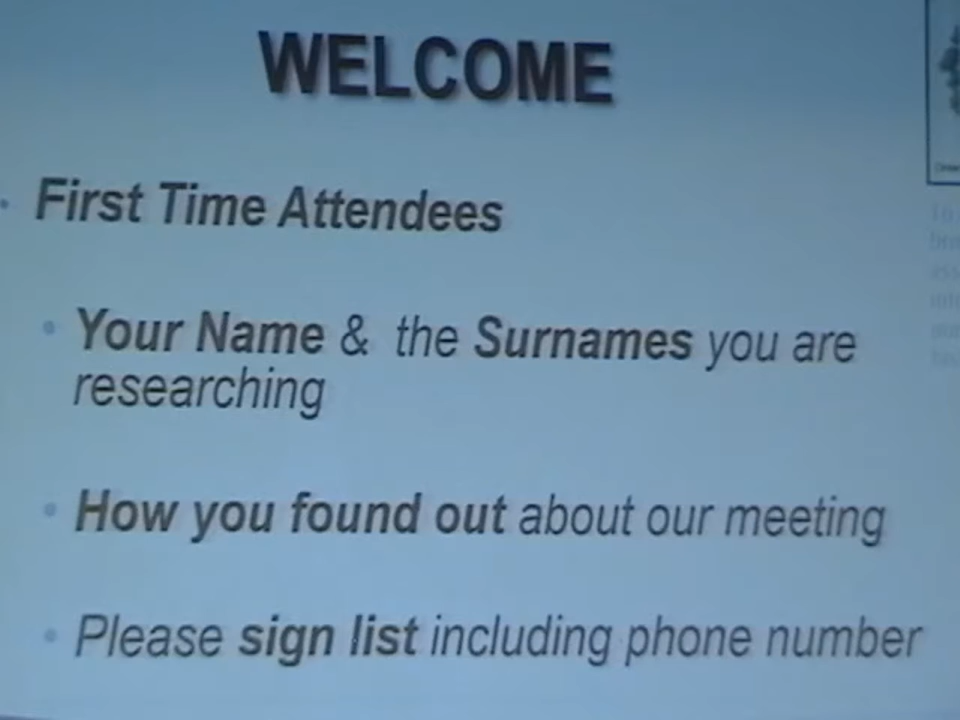 WELCOME
• First Time Attendees
• Your Name & the Surnames you are
researching
• How you found out about our meeting
• Please sign list including phone number